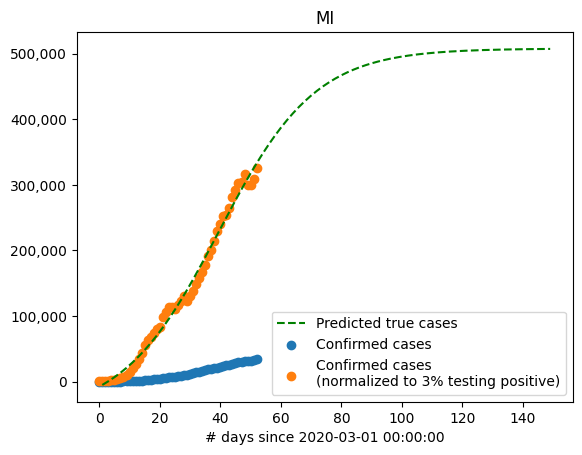 MI
500,000
400,000
300,000
200,000
100,000
0
Predicted true cases
Confirmed cases
Confirmed cases
(normalized to 3% testing positive)
0 20 40 60 80 100 120 140
# days since 2020-03-01 00:00:00